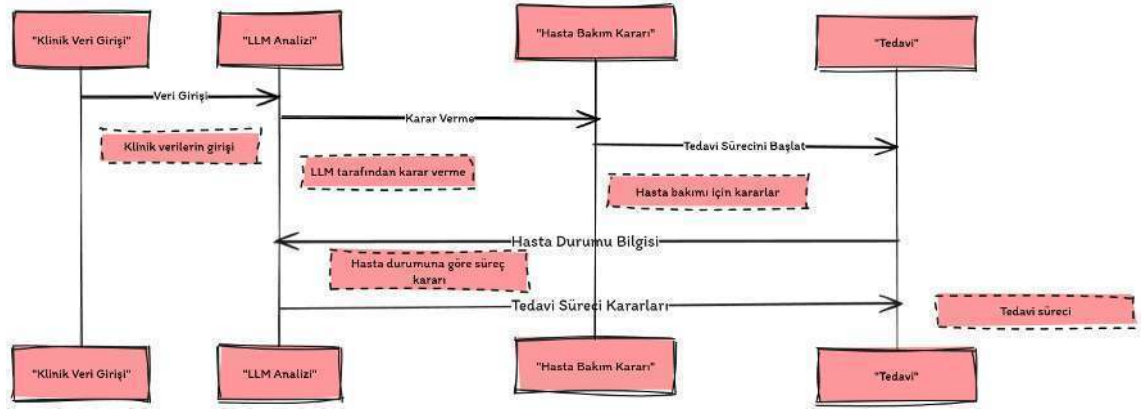 "Klinik Veri Girişi"
"LLM Analizi"
"Hasta Bakım Kararı"
"Tedavi"
Veri Girişi
Karar Verme
Klinik verilerin girişi
Tedavi Sürecini Başlat
LLM tarafından karar verme
Hasta bakımı için kararlar
Hasta Durumu Bilgisi
Hasta durumuna göre süreç
kararı
Tedavi Süreci Kararları
Tedavi süreci
"Klinik Veri Girişi"
"LLM Analizi"
"Hasta Bakım Kararı"
"Tedavi"